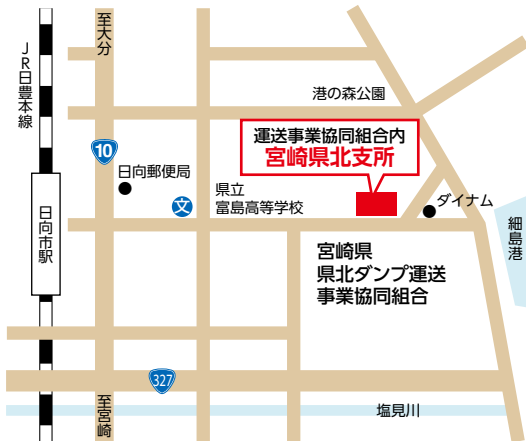 至大分
JR日豊本線
港の森公園
運送事業協同組合内
宮崎県北支所
10
日向郵便局
文
県立
富島高等学校
ダイナム
日向市駅
細島港
宮崎県
県北ダンプ運送
事業協同組合
327
至宮崎
塩見川